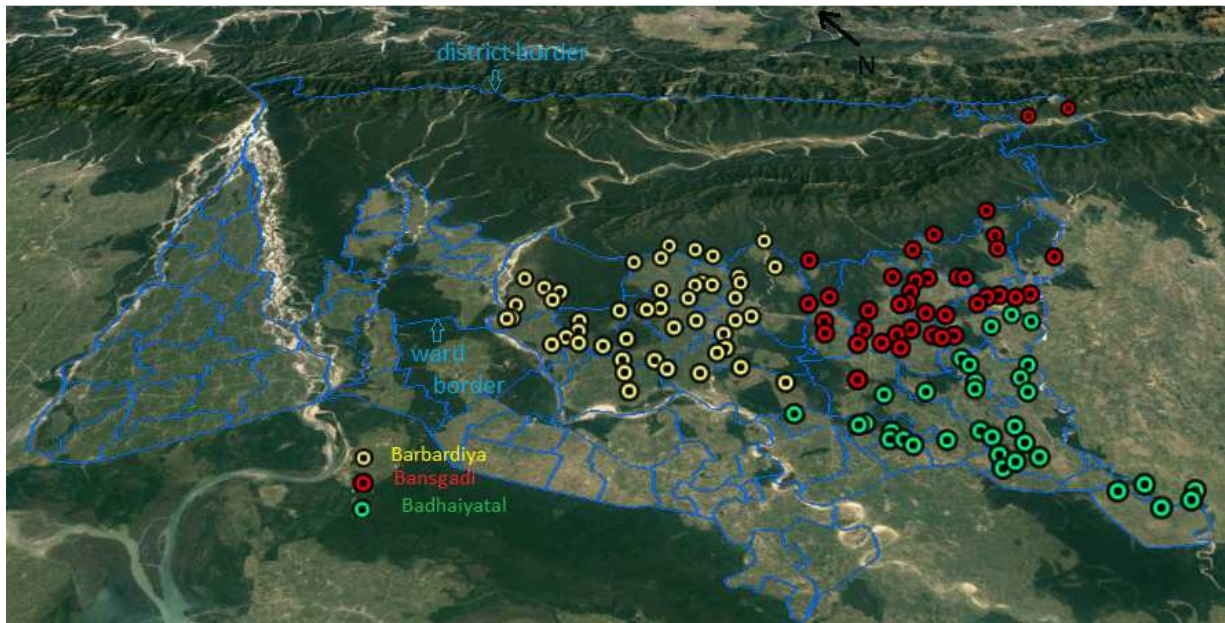 N
district border
ward
border
Barbardiya
Bansgadi
Badhaiyatal